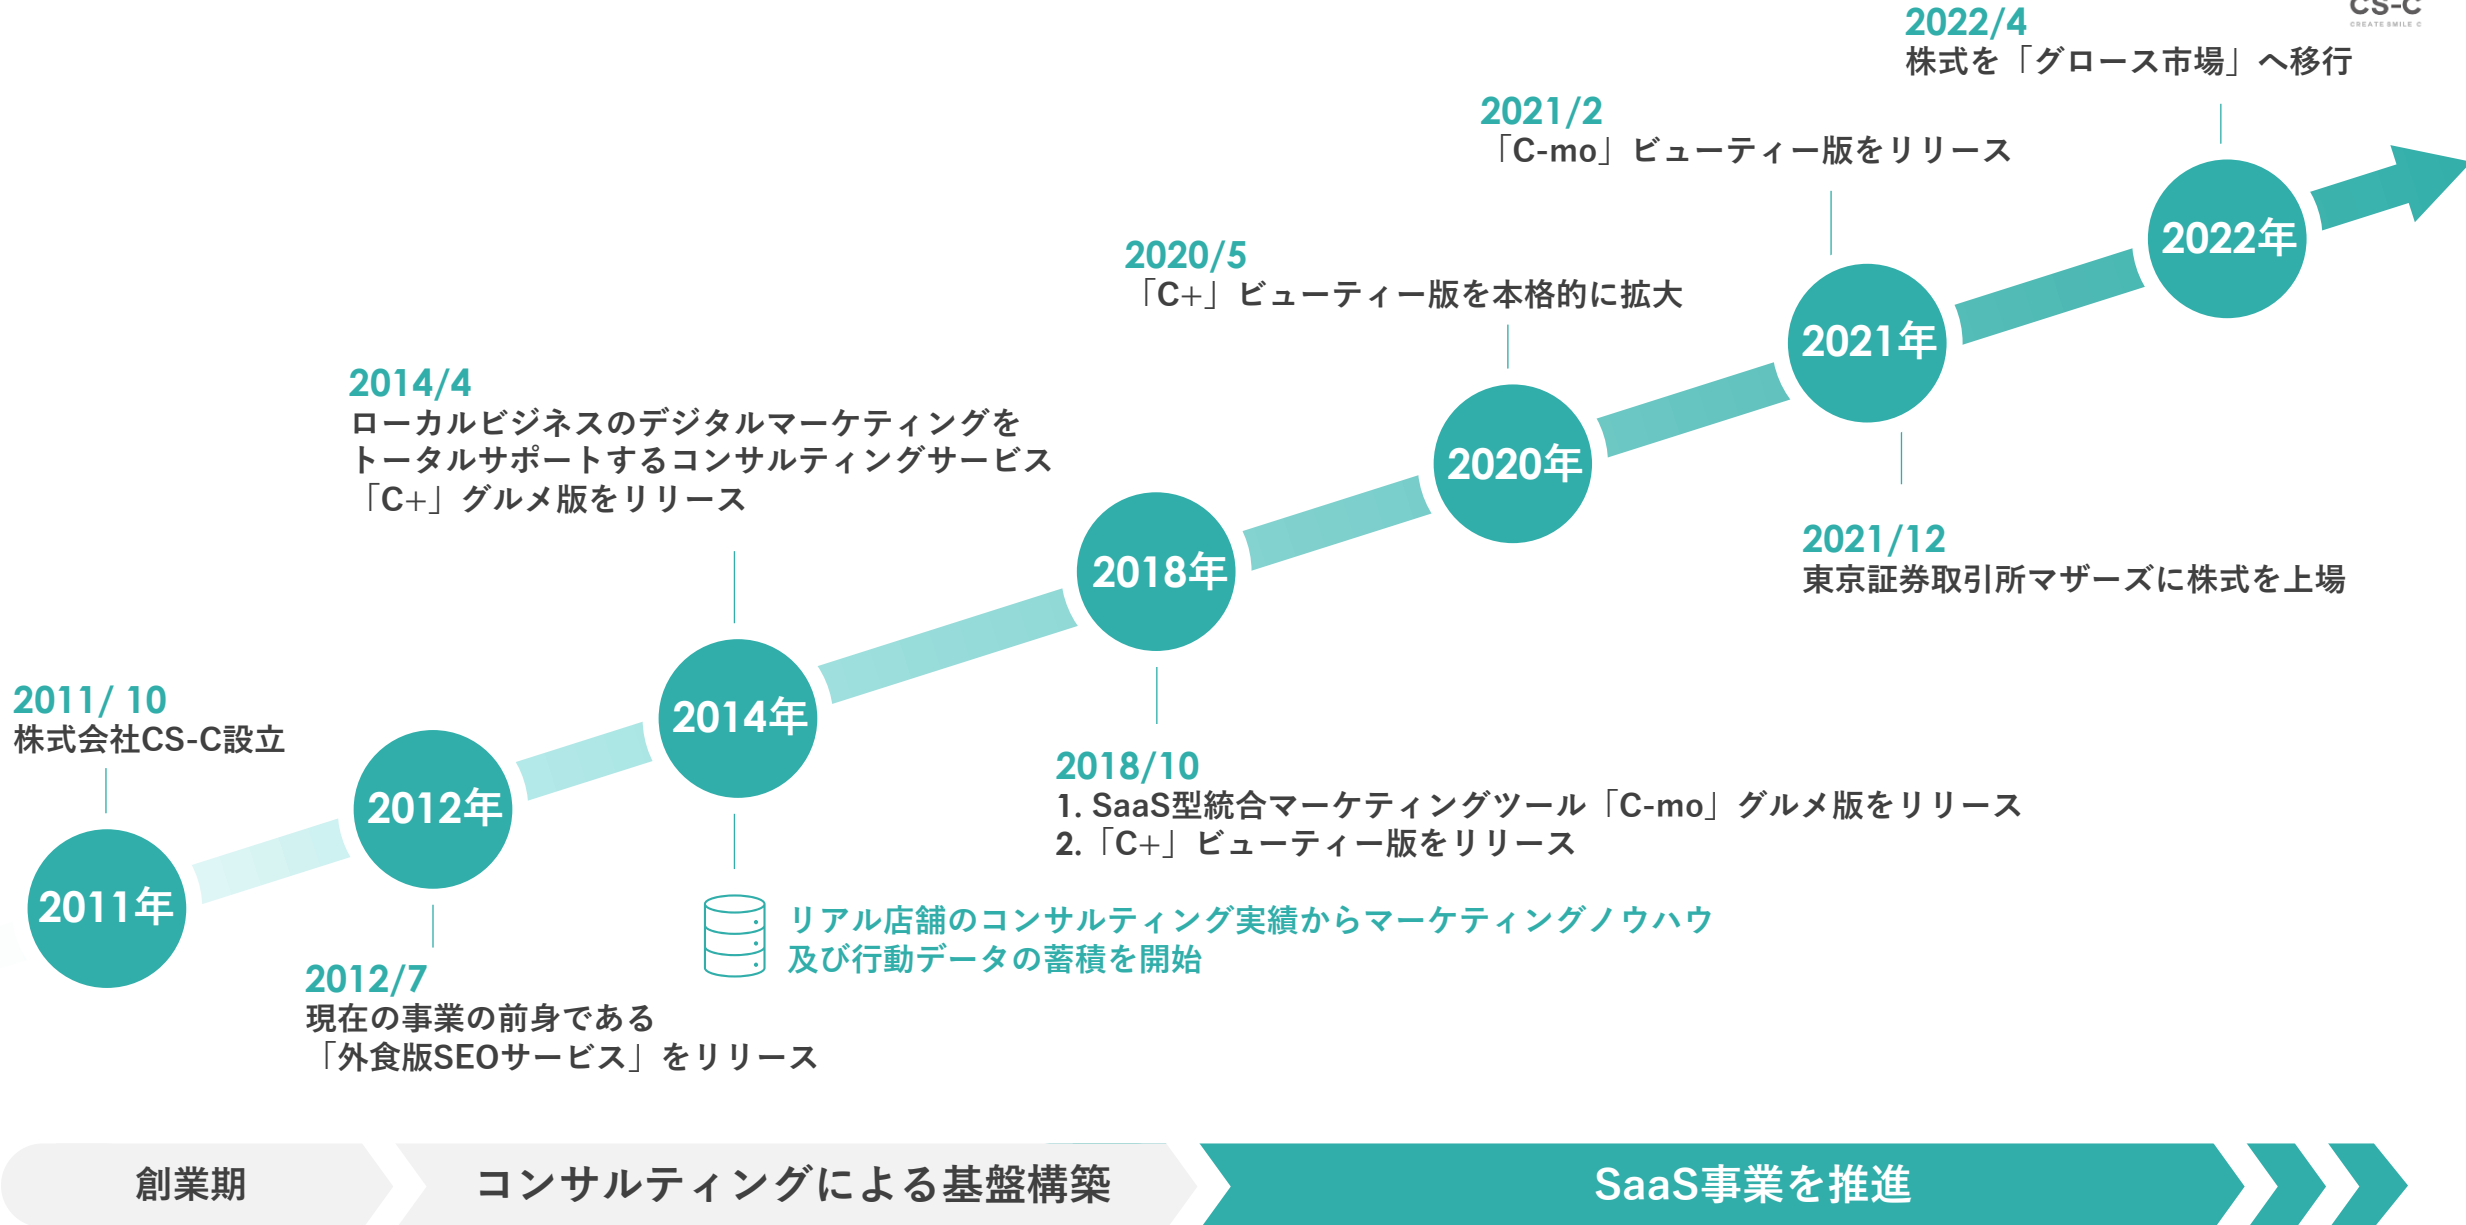 CS-C
CREATE SMILE C
2022/4
株式を「グロース市場」へ移行
2021/2
「C-mo」ビューティー版をリリース
2022年
2020/5
「C+」ビューティー版を本格的に拡大
2021年
2014/4
ローカルビジネスのデジタルマーケティングを
トータルサポートするコンサルティングサービス
「C+」グルメ版をリリース
2020年
2021/12
東京証券取引所マザーズに株式を上場
2018年
2011/ 10
株式会社CS-C設立
2014年
2018/10
1. SaaS型統合マーケティングツール「C-mo」グルメ版をリリース
2.「C+」ビューティー版をリリース
2012年
2011年
リアル店舗のコンサルティング実績からマーケティングノウハウ
及び行動データの蓄積を開始
2012/7
現在の事業の前身である
「外食版SEOサービス」をリリース
創業期
コンサルティングによる基盤構築
SaaS事業を推進